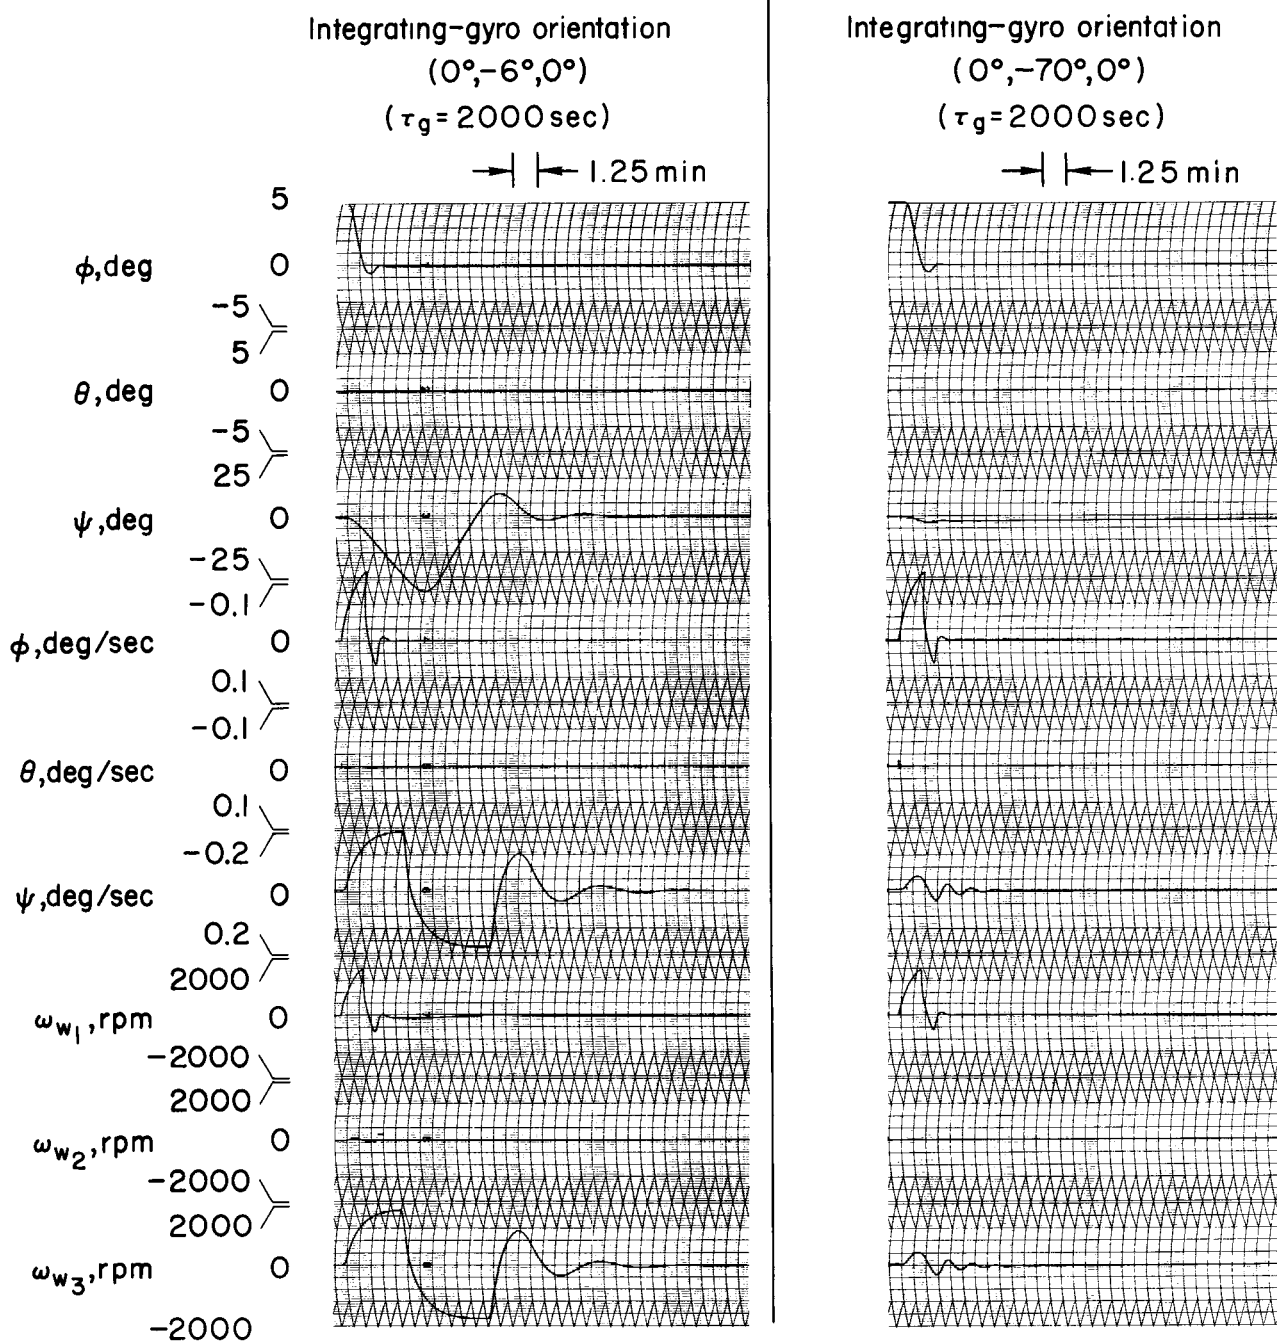 Integrating-gyro orientation
(0°,-6°,0°)
(τg = 2000 sec)
1.25 min
Integrating-gyro orientation
(0°,-70°,0°)
(τg = 2000 sec)
1.25 min
5
ϕ,deg 0
-5
5
θ,deg 0
-5
25
ψ,deg 0
-25
-0.1
ϕ,deg/sec 0
0.1
-0.1
θ,deg/sec 0
0.1
-0.2
ψ,deg/sec 0
0.2
2000
ωw1,rpm 0
-2000
2000
ωw2,rpm 0
-2000
2000
ωw3,rpm 0
-2000